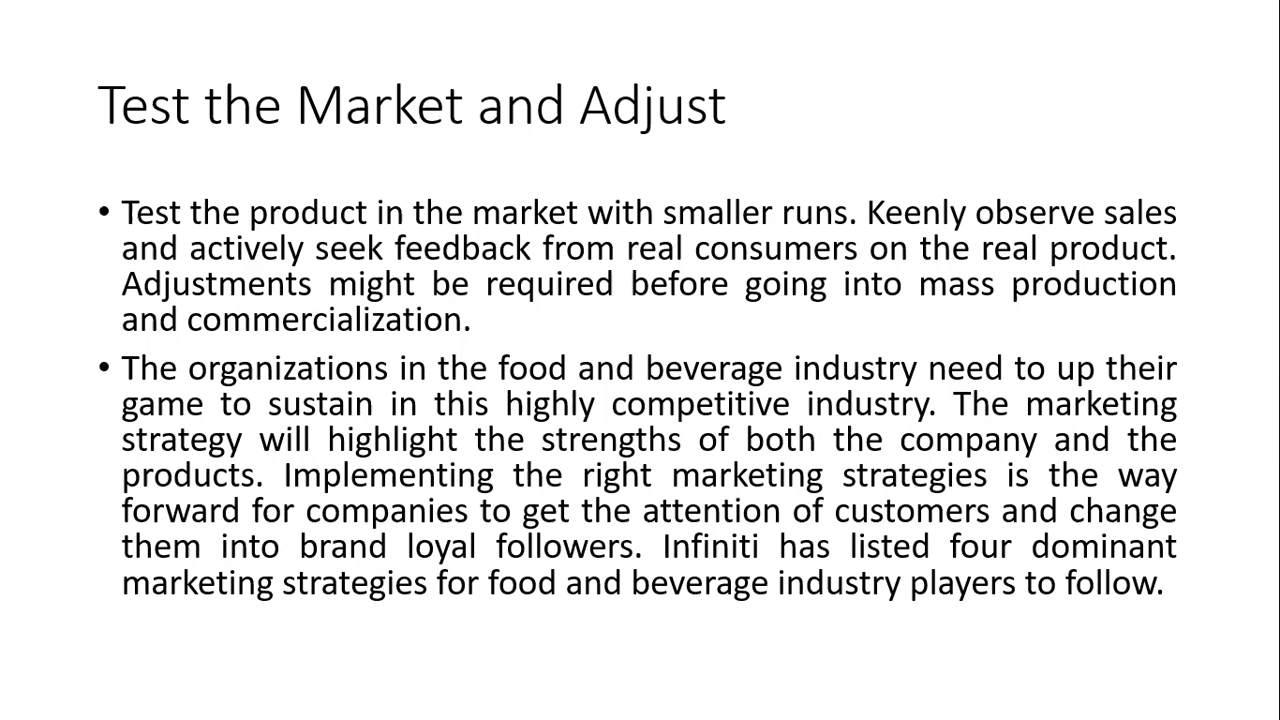 Test the Market and Adjust
• Test the product in the market with smaller runs. Keenly observe sales
and actively seek feedback from real consumers on the real product.
Adjustments might be required before going into mass production
and commercialization.
• The organizations in the food and beverage industry need to up their
game to sustain in this highly competitive industry. The marketing
strategy will highlight the strengths of both the company and the
products. Implementing the right marketing strategies is the way
forward for companies to get the attention of customers and change
them into brand loyal followers. Infiniti has listed four dominant
marketing strategies for food and beverage industry players to follow.